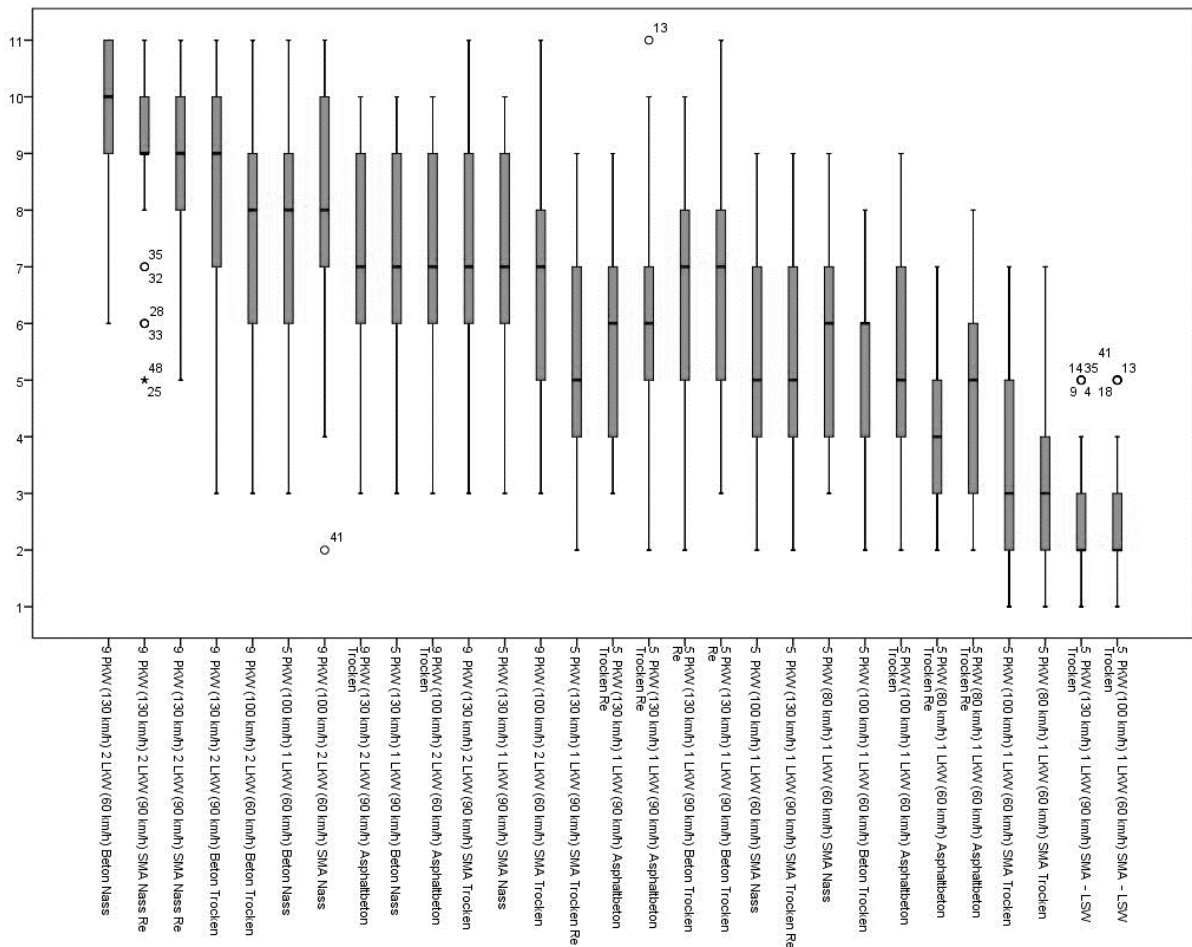 11
10
9
8
7
6
5
4
3
2
1
13
35
32
28
33
48
25
41
1435
9 4
41
18
13
9 PKW (130 km/h) 2 LKW (60 km/h) Beton Nass
9 PKW (130 km/h) 2 LKW (90 km/h) SMA Nass Re
9 PKW (130 km/h) 2 LKW (90 km/h) SMA Nass Re
9 PKW (130 km/h) 2 LKW (90 km/h) Beton Trocken
9 PKW (100 km/h) 2 LKW (60 km/h) Beton Trocken
5 PKW (100 km/h) 1 LKW (60 km/h) Beton Nass
9 PKW (100 km/h) 2 LKW (60 km/h) SMA Nass
9 PKW (130 km/h) 2 LKW (90 km/h) Asphaltbeton
Trocken
5 PKW (130 km/h) 1 LKW (90 km/h) Beton Nass
9 PKW (100 km/h) 2 LKW (60 km/h) Asphaltbeton
Trocken
9 PKW (130 km/h) 2 LKW (90 km/h) SMA Trocken
5 PKW (130 km/h) 1 LKW (90 km/h) SMA Nass
9 PKW (100 km/h) 2 LKW (60 km/h) SMA Trocken
5 PKW (130 km/h) 1 LKW (90 km/h) SMA Trocken Re
5 PKW (130 km/h) 1 LKW (90 km/h) Asphaltbeton
Trocken Re
5 PKW (130 km/h) 1 LKW (90 km/h) Asphaltbeton
Trocken Re
5 PKW (130 km/h) 1 LKW (90 km/h) Beton Trocken
Re
5 PKW (130 km/h) 1 LKW (90 km/h) Beton Trocken
Re
5 PKW (100 km/h) 1 LKW (60 km/h) SMA Nass
5 PKW (130 km/h) 1 LKW (90 km/h) SMA Trocken Re
5 PKW (80 km/h) 1 LKW (60 km/h) SMA Nass
5 PKW (100 km/h) 1 LKW (60 km/h) Beton Trocken
5 PKW (100 km/h) 1 LKW (60 km/h) Asphaltbeton
Trocken
5 PKW (80 km/h) 1 LKW (60 km/h) Asphaltbeton
Trocken Re
5 PKW (80 km/h) 1 LKW (60 km/h) Asphaltbeton
Trocken Re
5 PKW (100 km/h) 1 LKW (60 km/h) SMA Trocken
5 PKW (80 km/h) 1 LKW (60 km/h) SMA Trocken
5 PKW (130 km/h) 1 LKW (90 km/h) SMA - LSW
Trocken
5 PKW (100 km/h) 1 LKW (60 km/h) SMA - LSW
Trocken